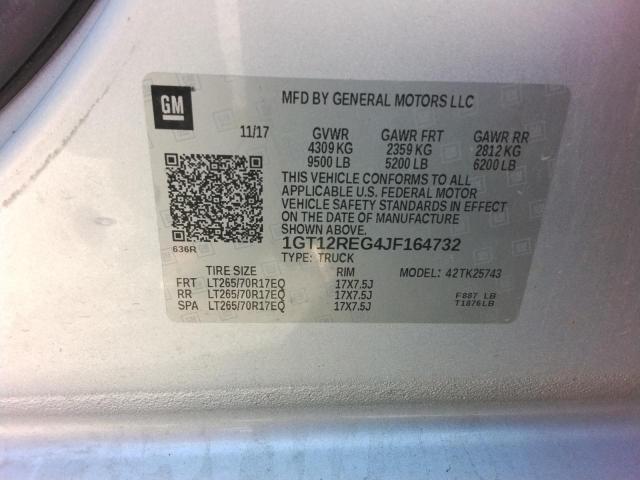 GM
MFD BY GENERAL MOTORS LLC
11/17 GVWR GAWR FRT GAWR RR
4309 KG 2359 KG 2812 KG
9500 LB 5200 LB 6200 LB
THIS VEHICLE CONFORMS TO ALL
APPLICABLE U.S. FEDERAL MOTOR
VEHICLE SAFETY STANDARDS IN
EFFECT ON THE DATE OF MANUFACTURE
SHOWN ABOVE.
636R
1GT12REG4JF164732
TYPE: TRUCK
TIRE SIZE RIM MODEL: 42TK25743
FRT LT265/70R17EQ 17X7.5J
RR LT265/70R17EQ 17X7.5J
SPA LT265/70R17EQ 17X7.5J
F887 LB
T1876LB